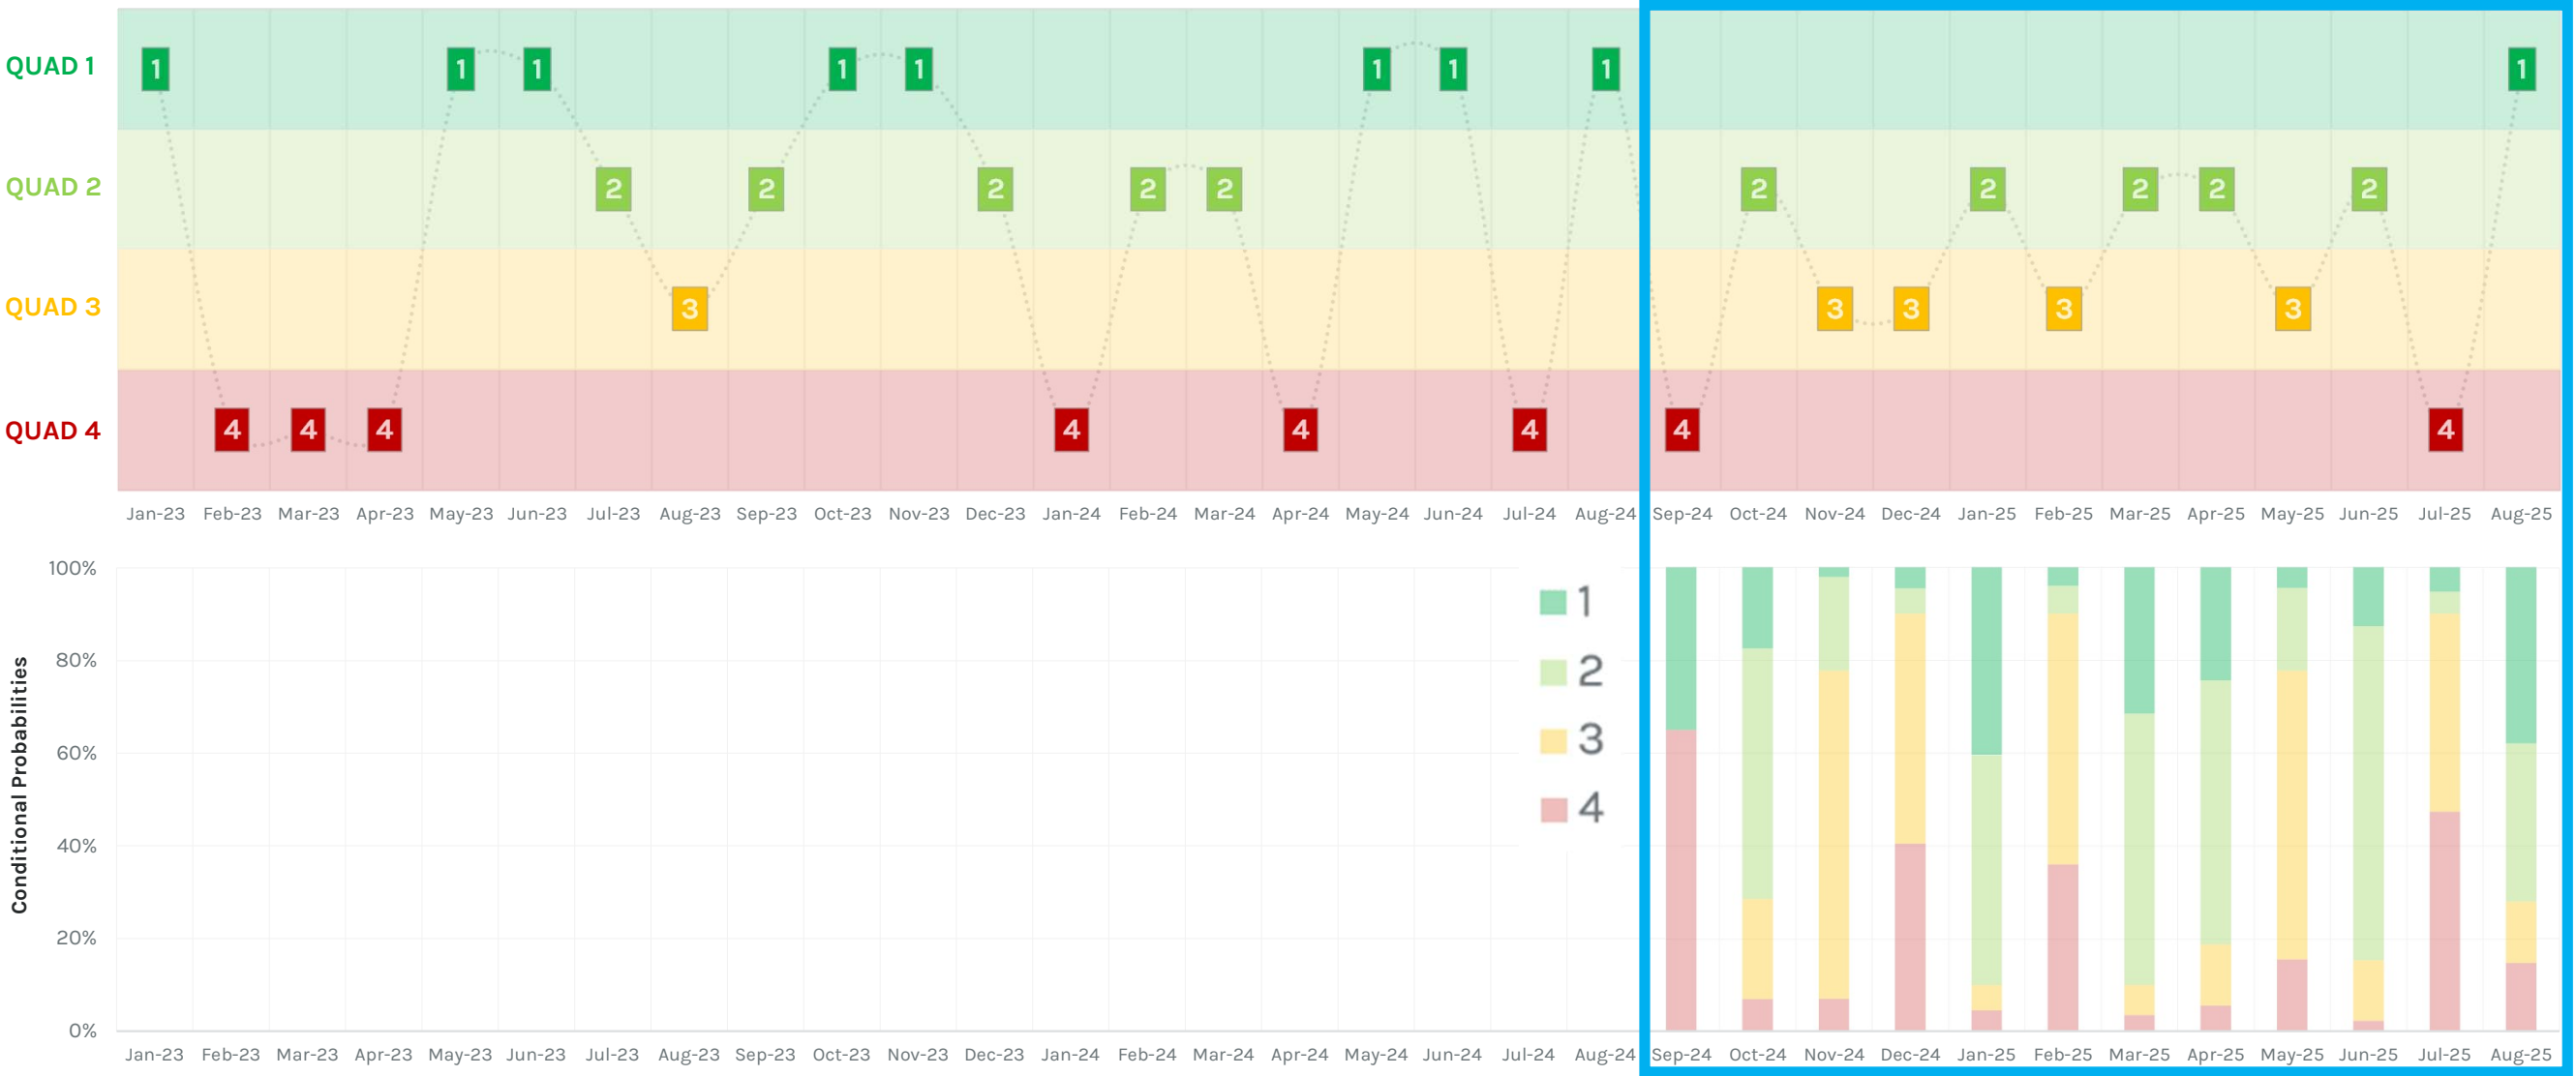 QUAD 1
1 1 1 1 1 1 1 1 1
QUAD 2
2 2 2 2 2 2 2 2 2 2
QUAD 3
3 3 3 3 3
QUAD 4
4 4 4 4 4 4 4 4
Jan-23 Feb-23 Mar-23 Apr-23 May-23 Jun-23 Jul-23 Aug-23 Sep-23 Oct-23 Nov-23 Dec-23 Jan-24 Feb-24 Mar-24 Apr-24 May-24 Jun-24 Jul-24 Aug-24 Sep-24 Oct-24 Nov-24 Dec-24 Jan-25 Feb-25 Mar-25 Apr-25 May-25 Jun-25 Jul-25 Aug-25
Conditional Probabilities
100%
80%
60%
40%
20%
0%
1
2
3
4
Jan-23 Feb-23 Mar-23 Apr-23 May-23 Jun-23 Jul-23 Aug-23 Sep-23 Oct-23 Nov-23 Dec-23 Jan-24 Feb-24 Mar-24 Apr-24 May-24 Jun-24 Jul-24 Aug-24 Sep-24 Oct-24 Nov-24 Dec-24 Jan-25 Feb-25 Mar-25 Apr-25 May-25 Jun-25 Jul-25 Aug-25